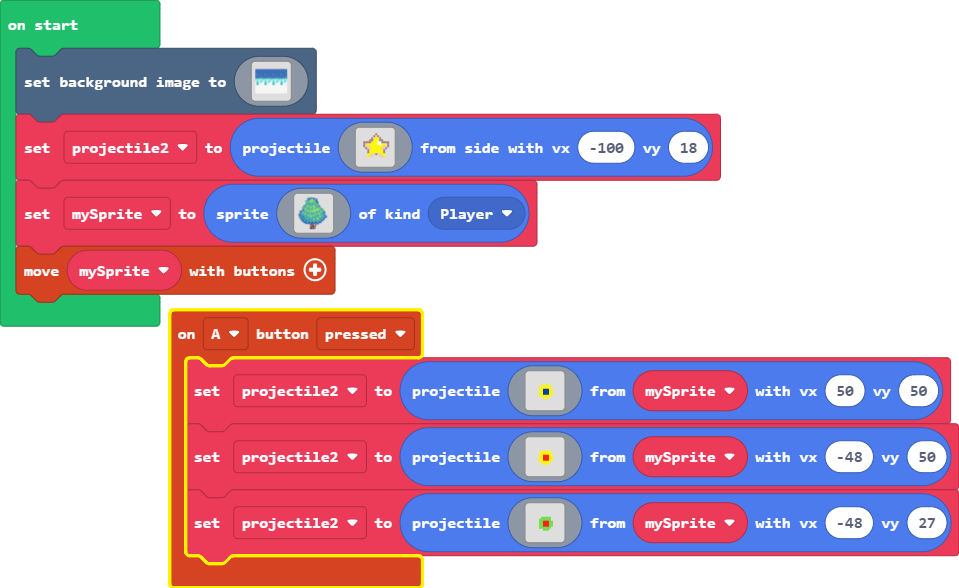 on start
set background image to
set projectile2 to projectile from side with vx -100 vy 18
set mySprite to sprite of kind Player
move mySprite with buttons
on A button pressed
set projectile2 to projectile from mySprite with vx 50 vy 50
set projectile2 to projectile from mySprite with vx -48 vy 50
set projectile2 to projectile from mySprite with vx -48 vy 27